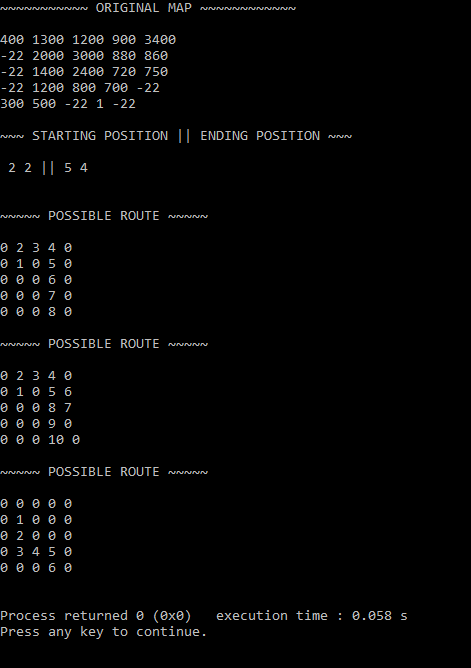 ~~~~~~~~~~~ ORIGINAL MAP ~~~~~~~~~~~~
400 1300 1200 900 3400
-22 2000 3000 880 860
-22 1400 2400 720 750
-22 1200 800 700 -22
300 500 -22 1 -22
~~~ STARTING POSITION || ENDING POSITION ~~~
2 2 || 5 4
~~~~~ POSSIBLE ROUTE ~~~~~
0 2 3 4 0
0 1 0 5 0
0 0 0 6 0
0 0 0 7 0
0 0 0 8 0
~~~~~ POSSIBLE ROUTE ~~~~~
0 2 3 4 0
0 1 0 5 6
0 0 0 8 7
0 0 0 9 0
0 0 0 10 0
~~~~~ POSSIBLE ROUTE ~~~~~
0 0 0 0 0
0 1 0 0 0
0 2 0 0 0
0 3 4 5 0
0 0 0 6 0
Process returned 0 (0x0)   execution time : 0.058 s
Press any key to continue.